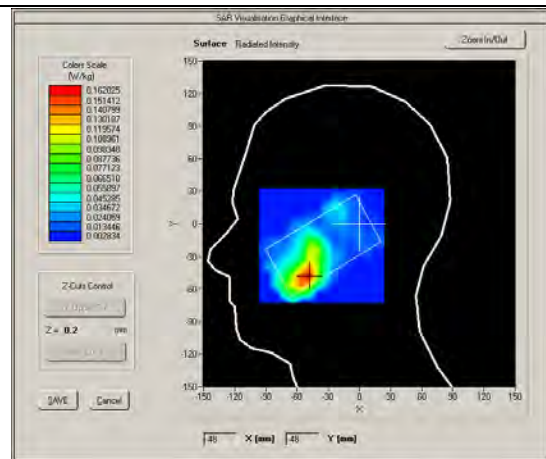 SAR Visualisation Graphical Interface
Surface Radiated Intensity
Zoom In/Out
Colors Scale
(W/kg)
0.162025
0.151412
0.140799
0.130187
0.119574
0.108961
0.098348
0.087736
0.077123
0.066510
0.055897
0.045285
0.034672
0.024059
0.013446
0.002834
150
120
90
60
30
0
-30
-60
-90
-120
-150
Y
-150 -120 -90 -60 -30 0 30 60 90 120 150
X
Z-Cuts Control
Z = 0.2 mm
SAVE Cancel
-48 X (mm) -48 Y (mm)